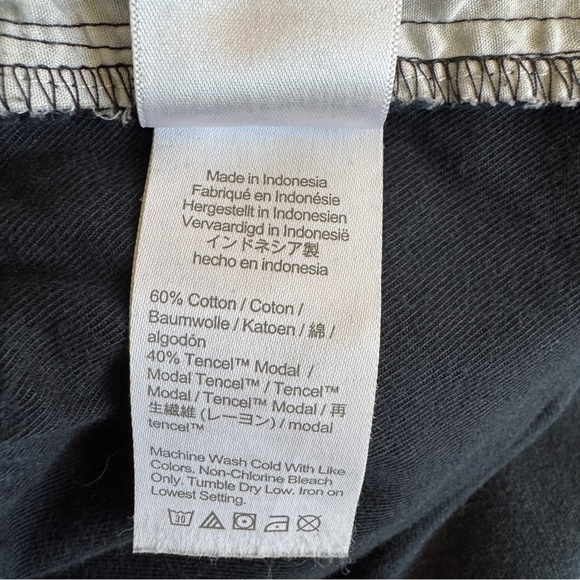 Made in Indonesia
Fabriqué en Indonésie
Hergestellt in Indonesien
Vervaardigd in Indonesië
インドネシア製
hecho en indonesia
60% Cotton / Coton /
Baumwolle / Katoen / 綿 /
algodón
40% Tencel™ Modal /
Modal Tencel™ / Tencel™
Modal / Tencel™ Modal / 再
生繊維 (レーヨン) / modal
tencel™
Machine Wash Cold With Like
Colors. Non-Chlorine Bleach
Only. Tumble Dry Low. Iron on
Lowest Setting.
30